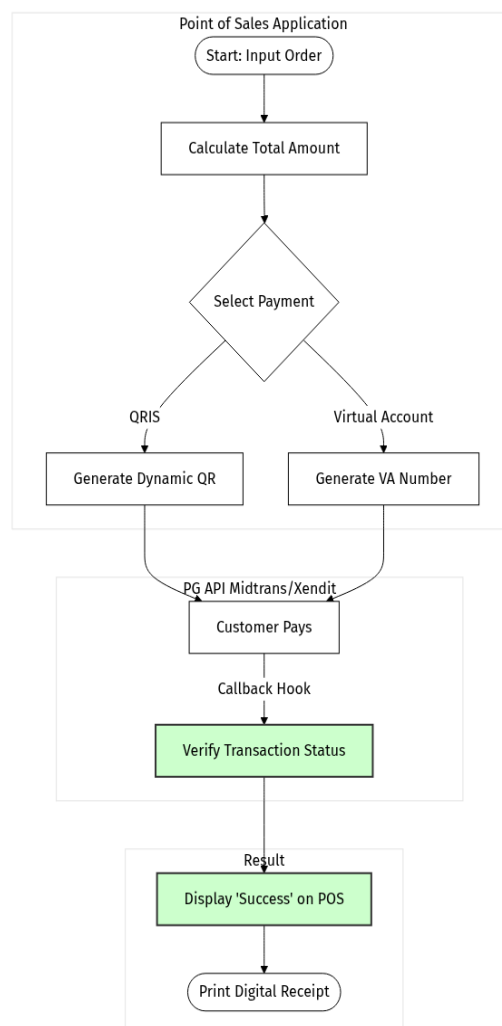 Point of Sales Application
Start: Input Order
Calculate Total Amount
Select Payment
QRIS
Virtual Account
Generate Dynamic QR
Generate VA Number
PG API Midtrans/Xendit
Customer Pays
Callback Hook
Verify Transaction Status
Result
Display 'Success' on POS
Print Digital Receipt